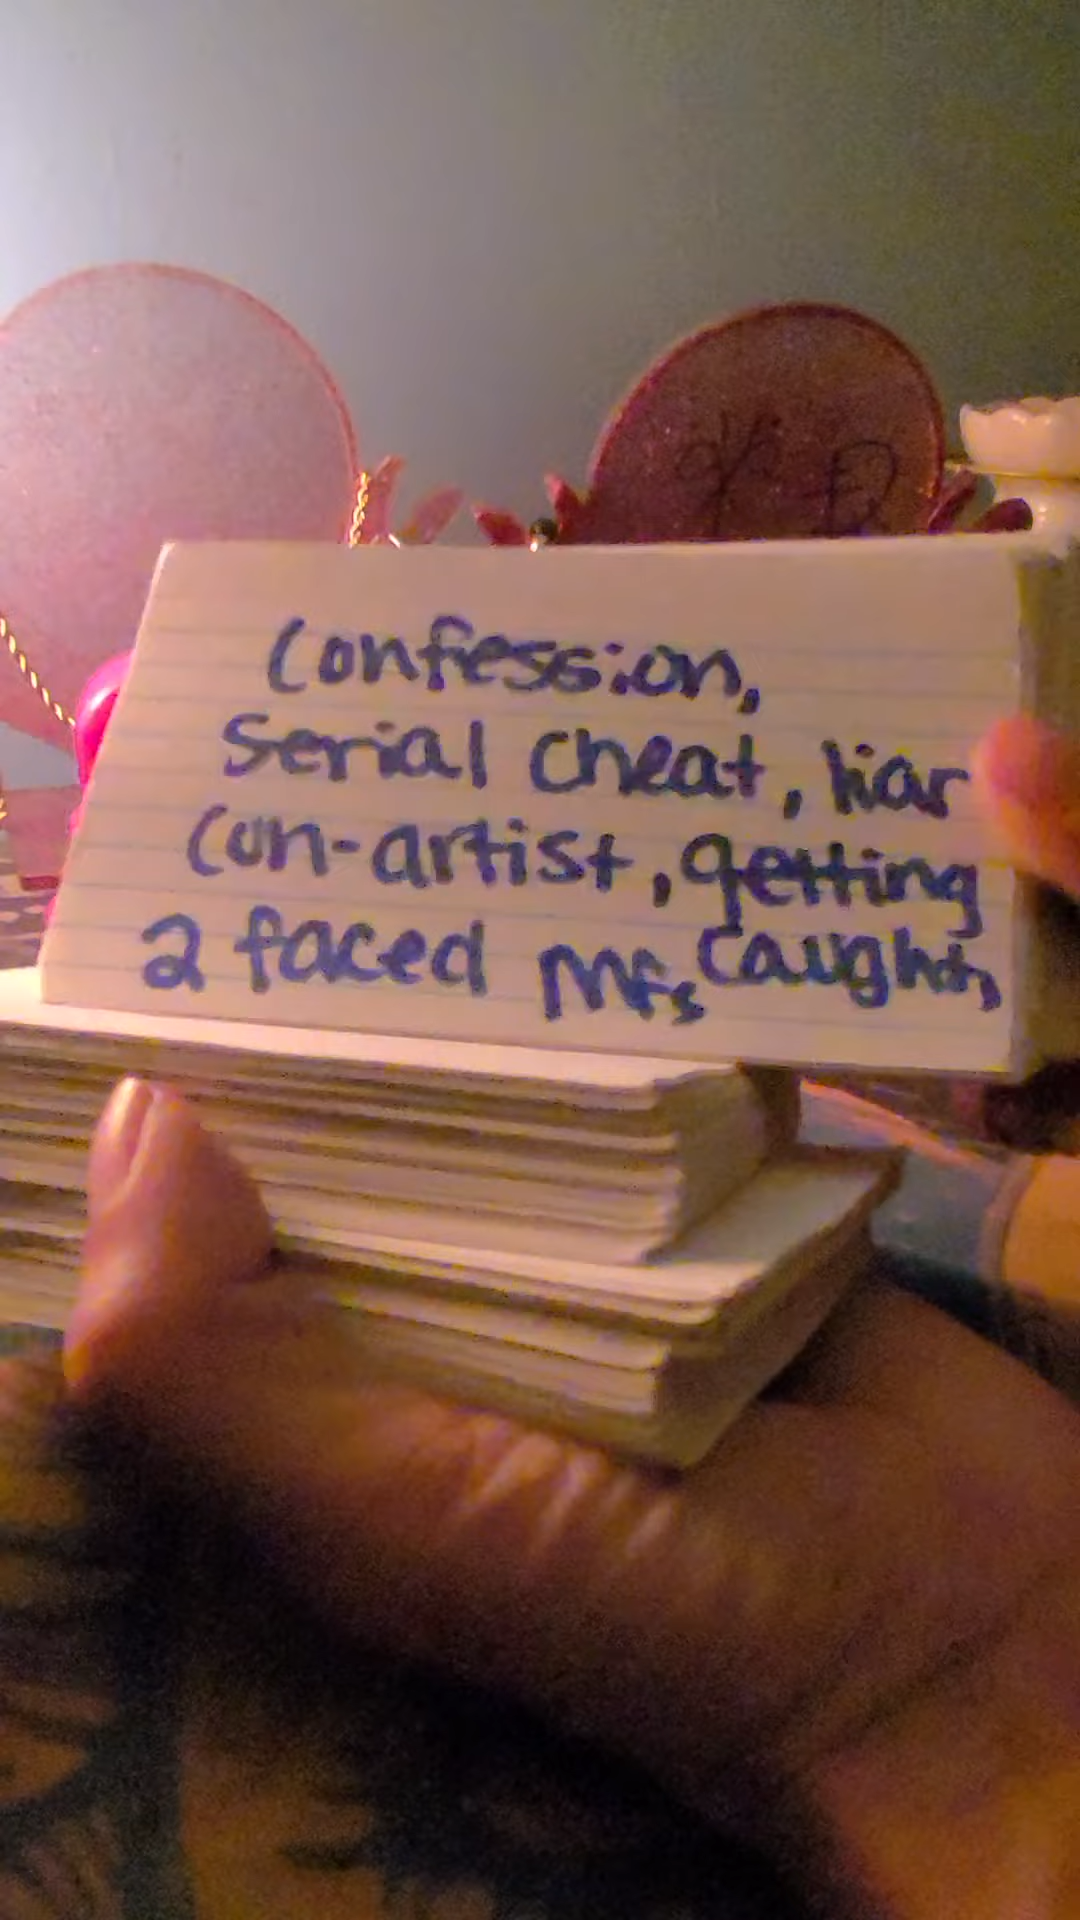 Confession,
Serial cheat, liar
Con-artist, getting
2 faced Mfs Caught,